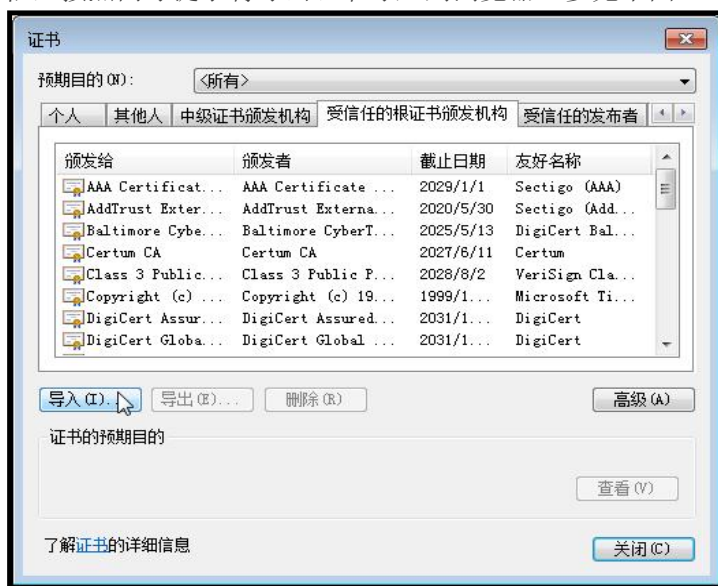 证书
预期目的(N): <所有>
个人 其他人 中级证书颁发机构 受信任的根证书颁发机构 受信任的发布者
颁发给 颁发者 截止日期 友好名称
AAA Certificat... AAA Certificate ... 2029/1/1 Sectigo (AAA)
AddTrust Exter... AddTrust Externa... 2020/5/30 Sectigo (Add...
Baltimore Cybe... Baltimore CyberT... 2025/5/13 DigiCert Bal...
Certum CA Certum CA 2027/6/11 Certum
Class 3 Public... Class 3 Public P... 2028/8/2 VeriSign Cla...
Copyright (c) ... Copyright (c) 19... 1999/1... Microsoft Ti...
DigiCert Assur... DigiCert Assured... 2031/1... DigiCert
DigiCert Globa... DigiCert Global ... 2031/1... DigiCert
导入(I)... 导出(E)... 删除(R) 高级(A)
证书的预期目的
查看(V)
了解证书的详细信息
关闭(C)